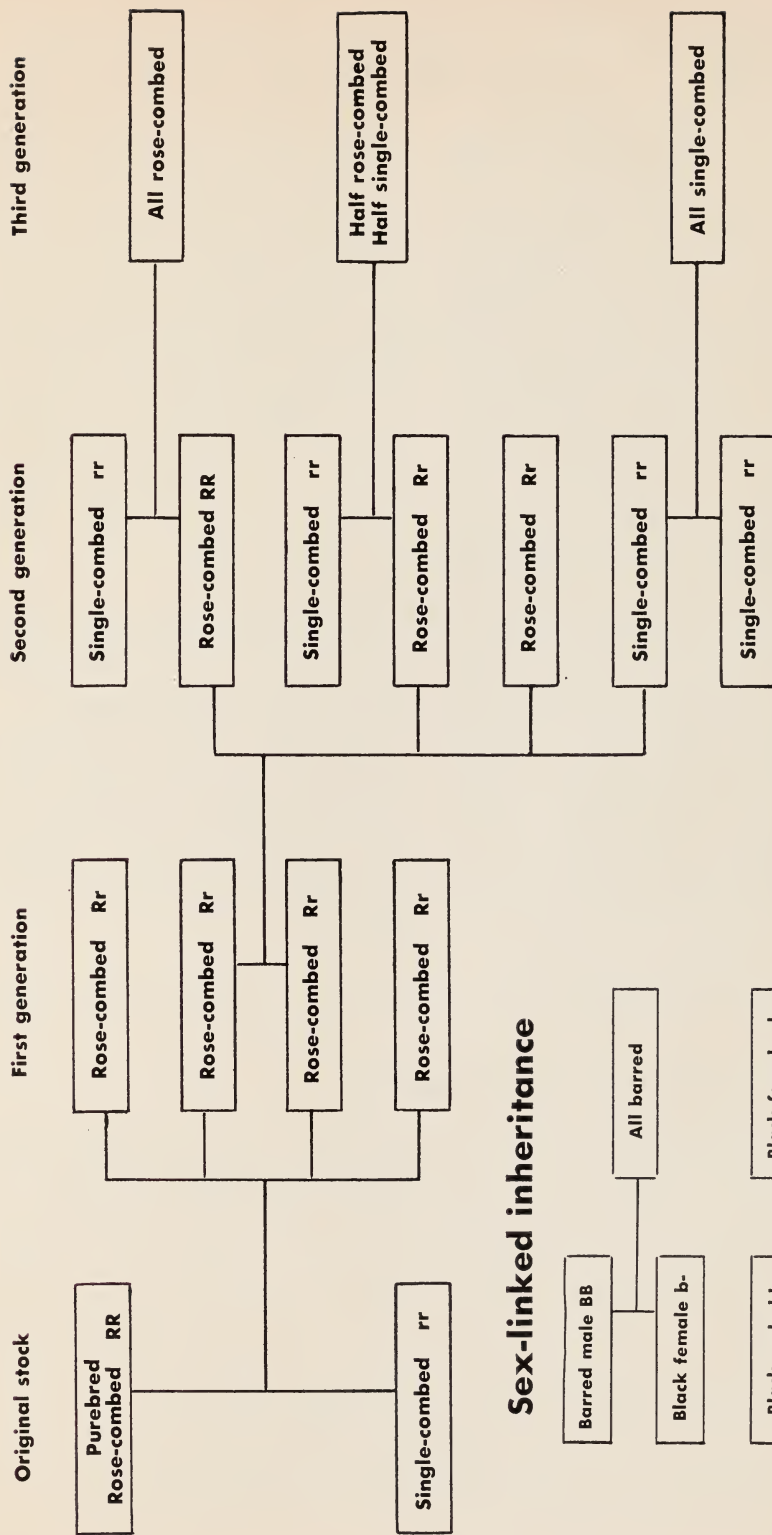 Original stock
First generation
Second generation
Third generation
Purebred
Rose-combed RR
Single-combed rr
Rose-combed Rr
Rose-combed Rr
Rose-combed Rr
Rose-combed Rr
Single-combed rr
Rose-combed RR
Single-combed rr
Rose-combed Rr
Rose-combed Rr
Single-combed rr
Single-combed rr
All rose-combed
Half rose-combed
Half single-combed
All single-combed
Sex-linked inheritance
Barred male BB
Black female b-
All barred